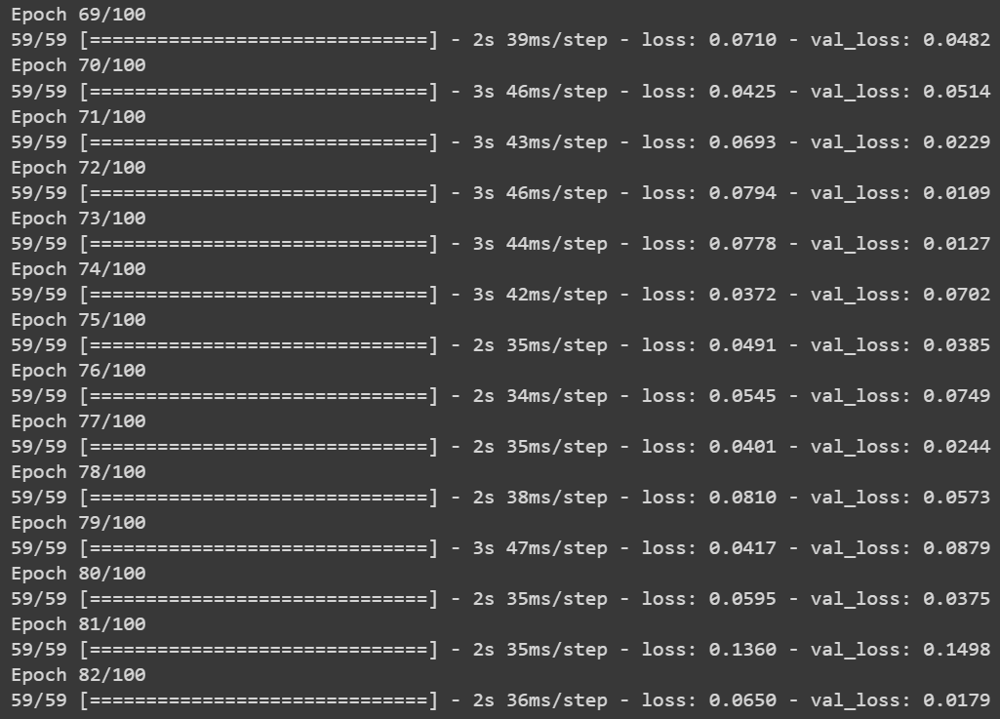 Epoch 69/100
59/59 [==============================] - 2s 39ms/step - loss: 0.0710 - val_loss: 0.0482
Epoch 70/100
59/59 [==============================] - 3s 46ms/step - loss: 0.0425 - val_loss: 0.0514
Epoch 71/100
59/59 [==============================] - 3s 43ms/step - loss: 0.0693 - val_loss: 0.0229
Epoch 72/100
59/59 [==============================] - 3s 46ms/step - loss: 0.0794 - val_loss: 0.0109
Epoch 73/100
59/59 [==============================] - 3s 44ms/step - loss: 0.0778 - val_loss: 0.0127
Epoch 74/100
59/59 [==============================] - 3s 42ms/step - loss: 0.0372 - val_loss: 0.0702
Epoch 75/100
59/59 [==============================] - 2s 35ms/step - loss: 0.0491 - val_loss: 0.0385
Epoch 76/100
59/59 [==============================] - 2s 34ms/step - loss: 0.0545 - val_loss: 0.0749
Epoch 77/100
59/59 [==============================] - 2s 35ms/step - loss: 0.0401 - val_loss: 0.0244
Epoch 78/100
59/59 [==============================] - 2s 38ms/step - loss: 0.0810 - val_loss: 0.0573
Epoch 79/100
59/59 [==============================] - 3s 47ms/step - loss: 0.0417 - val_loss: 0.0879
Epoch 80/100
59/59 [==============================] - 2s 35ms/step - loss: 0.0595 - val_loss: 0.0375
Epoch 81/100
59/59 [==============================] - 2s 35ms/step - loss: 0.1360 - val_loss: 0.1498
Epoch 82/100
59/59 [==============================] - 2s 36ms/step - loss: 0.0650 - val_loss: 0.0179